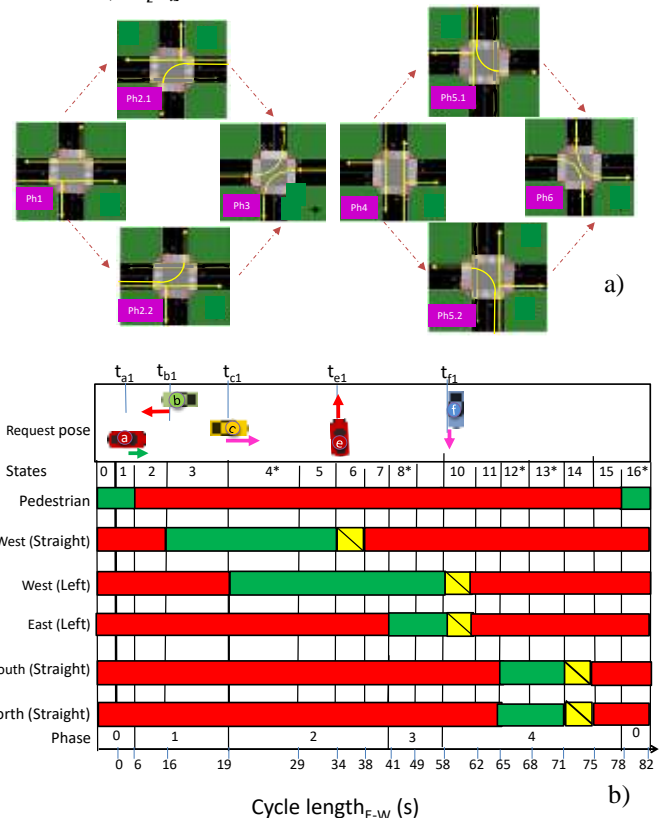 Ph2.1
Ph5.1
Ph1
Ph3
Ph4
Ph6
Ph2.2
Ph5.2
a)
t_a1 t_b1 t_c1 t_e1 t_f1
Request pose a b c e f
States 0 1 2 3 4* 5 6 7 8* 10 11 12* 13* 14 15 16*
Pedestrian
West (Straight)
West (Left)
East (Left)
outh (Straight)
orth (Straight)
Phase 0 1 2 3 4 0
0 6 16 19 29 34 38 41 49 58 62 65 68 71 75 78 82
Cycle length_E-W (s)
b)